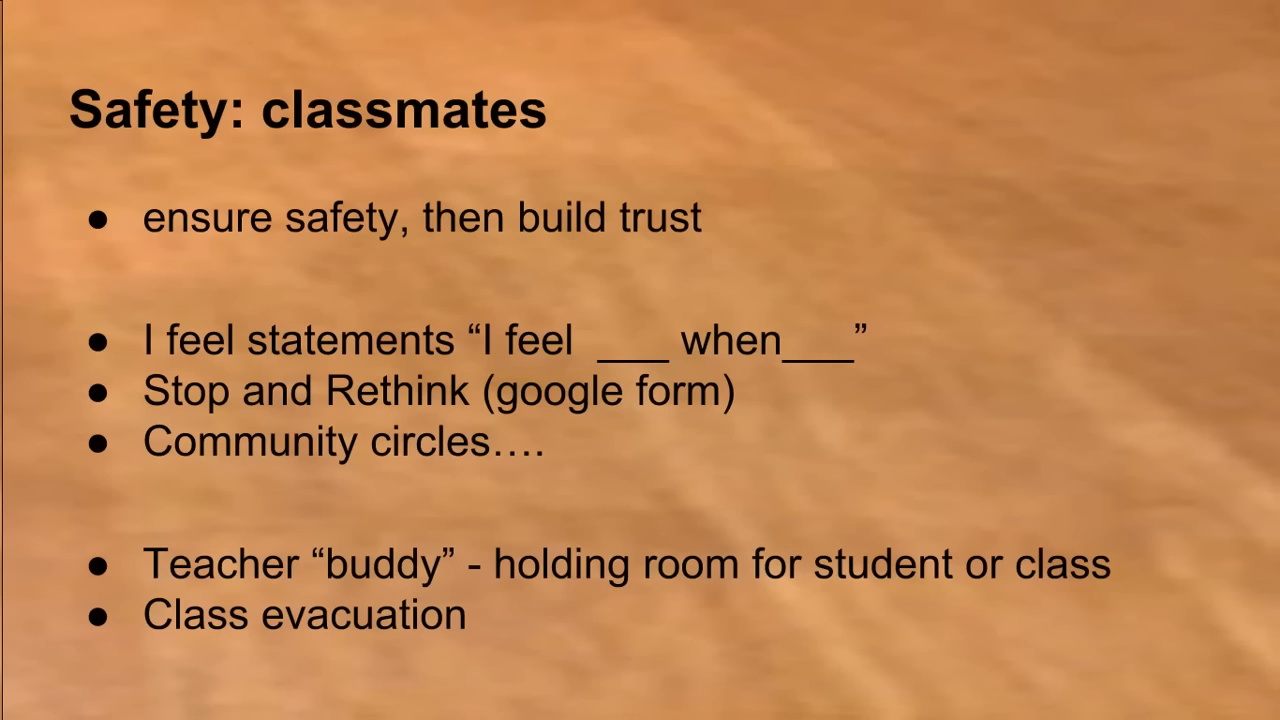 Safety: classmates
● ensure safety, then build trust
● I feel statements “I feel ___ when___”
● Stop and Rethink (google form)
● Community circles….
● Teacher “buddy” - holding room for student or class
● Class evacuation